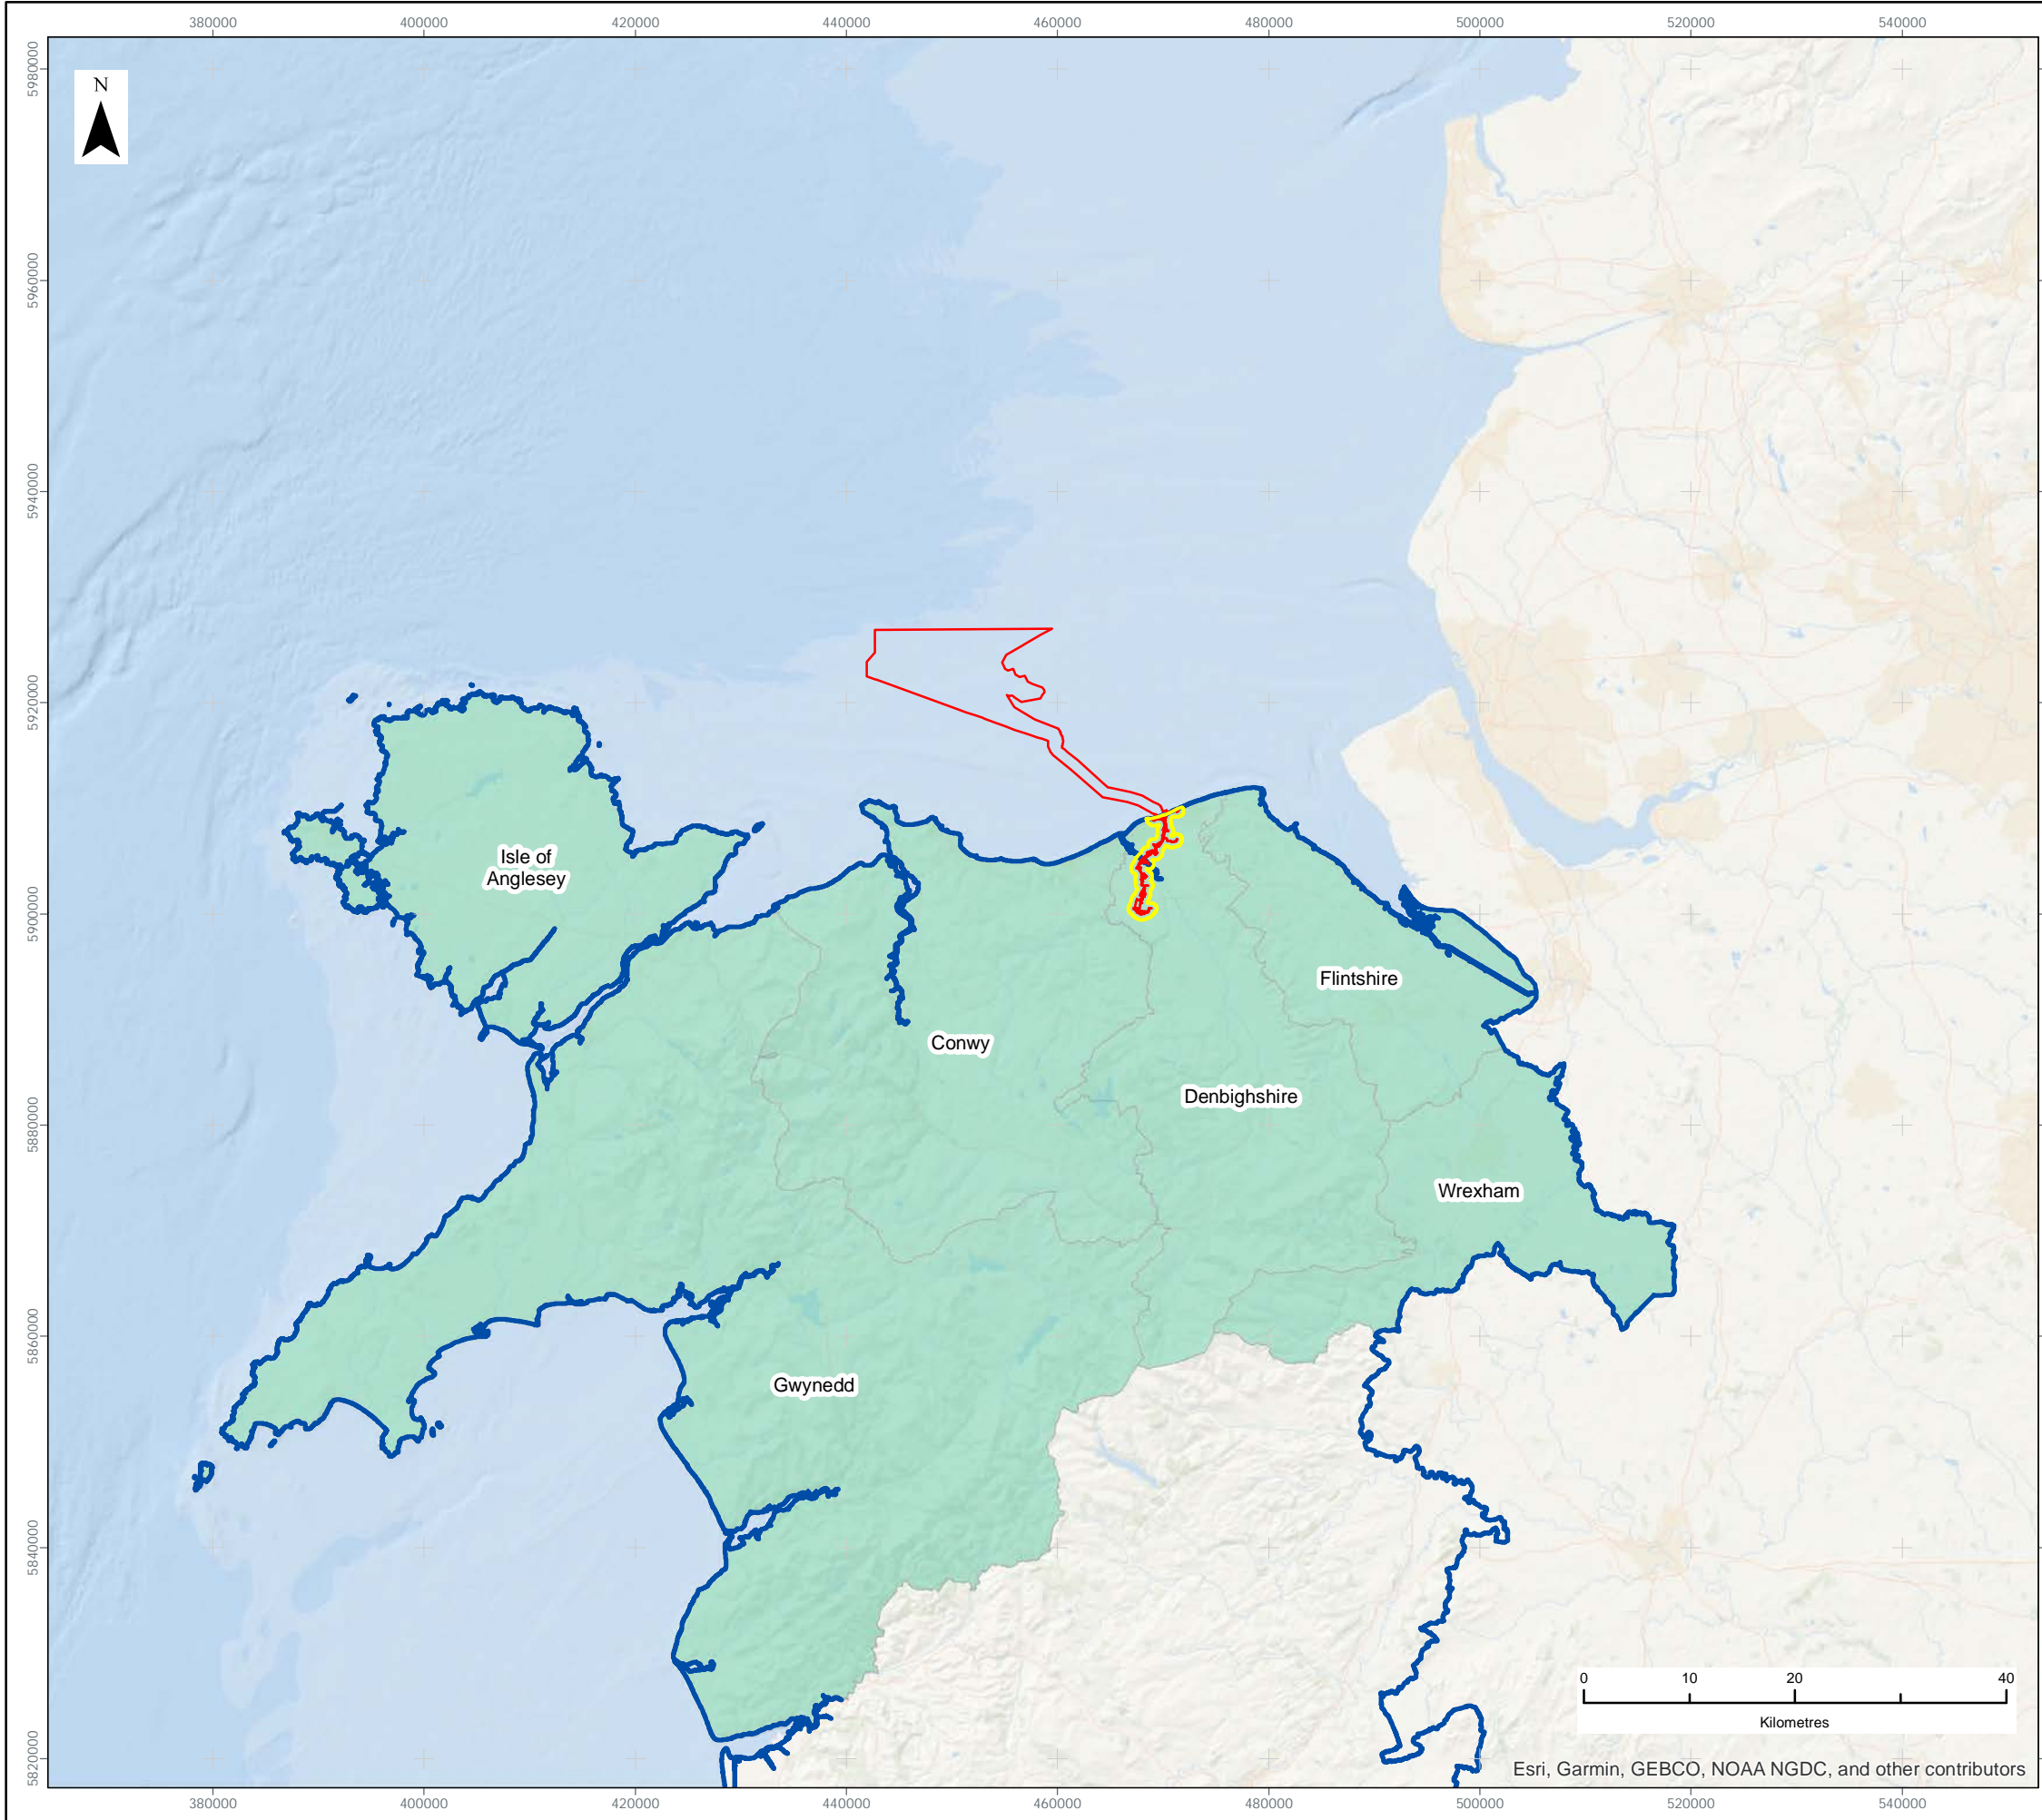 380000 400000 420000 440000 460000 480000 500000 520000 540000
5980000
N
5960000
5940000
5920000
5900000
5880000
5860000
5840000
5820000
Isle of
Anglesey
Flintshire
Conwy
Denbighshire
Wrexham
Gwynedd
0 10 20 40
Kilometres
Esri, Garmin, GEBCO, NOAA NGDC, and other contributors
380000 400000 420000 440000 460000 480000 500000 520000 540000